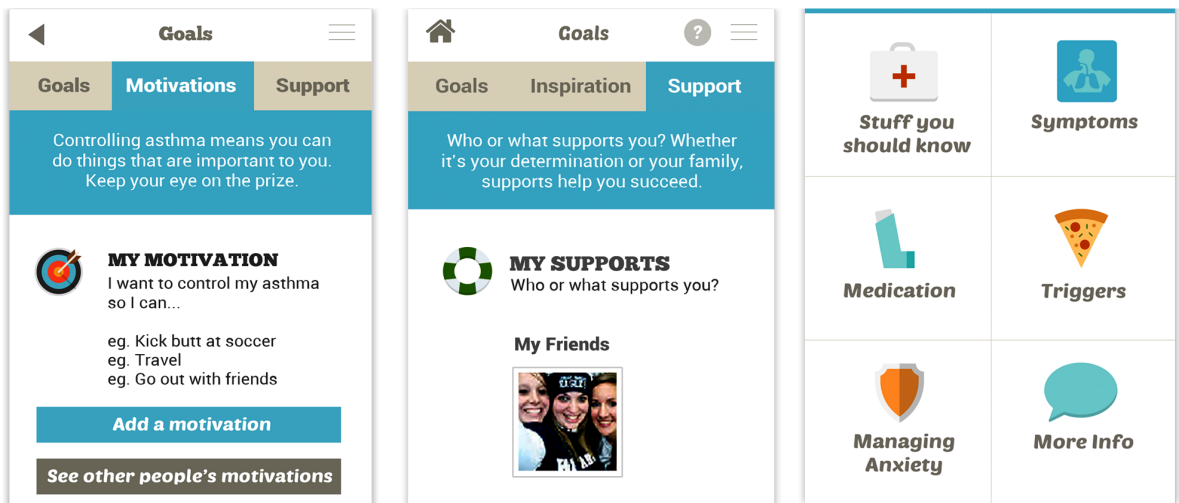 Goals
Goals
Motivations
Support
Controlling asthma means you can
do things that are important to you.
Keep your eye on the prize.
MY MOTIVATION
I want to control my asthma
so I can...
eg. Kick butt at soccer
eg. Travel
eg. Go out with friends
Add a motivation
See other people's motivations
Goals
?
Goals
Inspiration
Support
Who or what supports you? Whether
it's your determination or your family,
supports help you succeed.
MY SUPPORTS
Who or what supports you?
My Friends
Stuff you
should know
Symptoms
Medication
Triggers
Managing
Anxiety
More Info